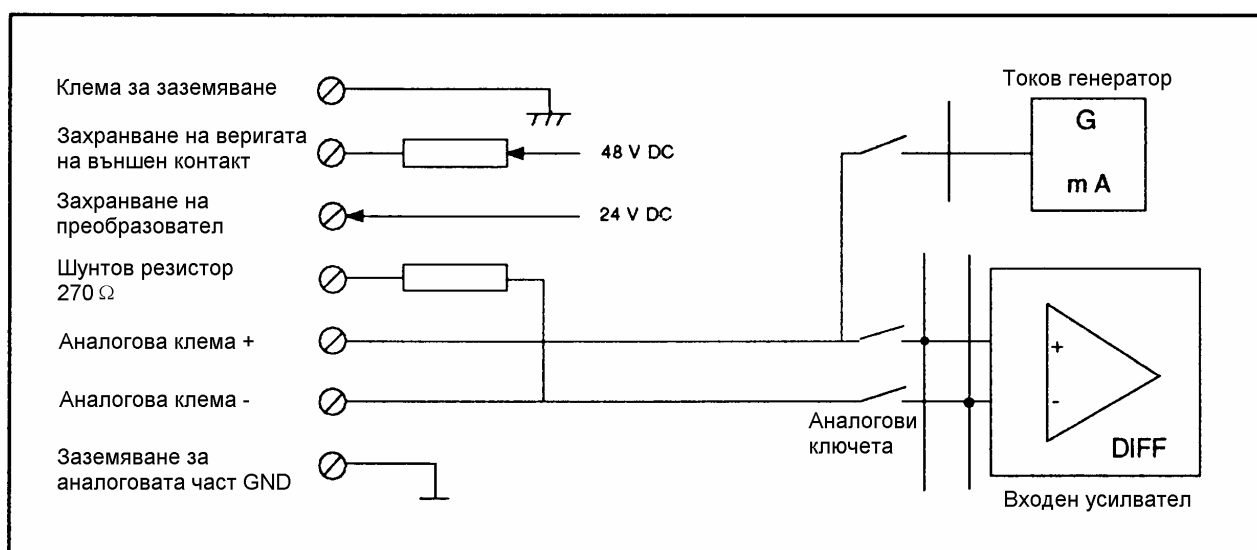 Клема за заземяване
Захранване на веригата
на външен контакт
48 V DC
Захранване на
преобразовател
24 V DC
Шунтов резистор
270 Ω
Аналогова клема +
Аналогова клема -
Заземяване за
аналоговата част GND
Токов генератор
G
m A
Аналогови
ключета
+
-
DIFF
Входен усилвател